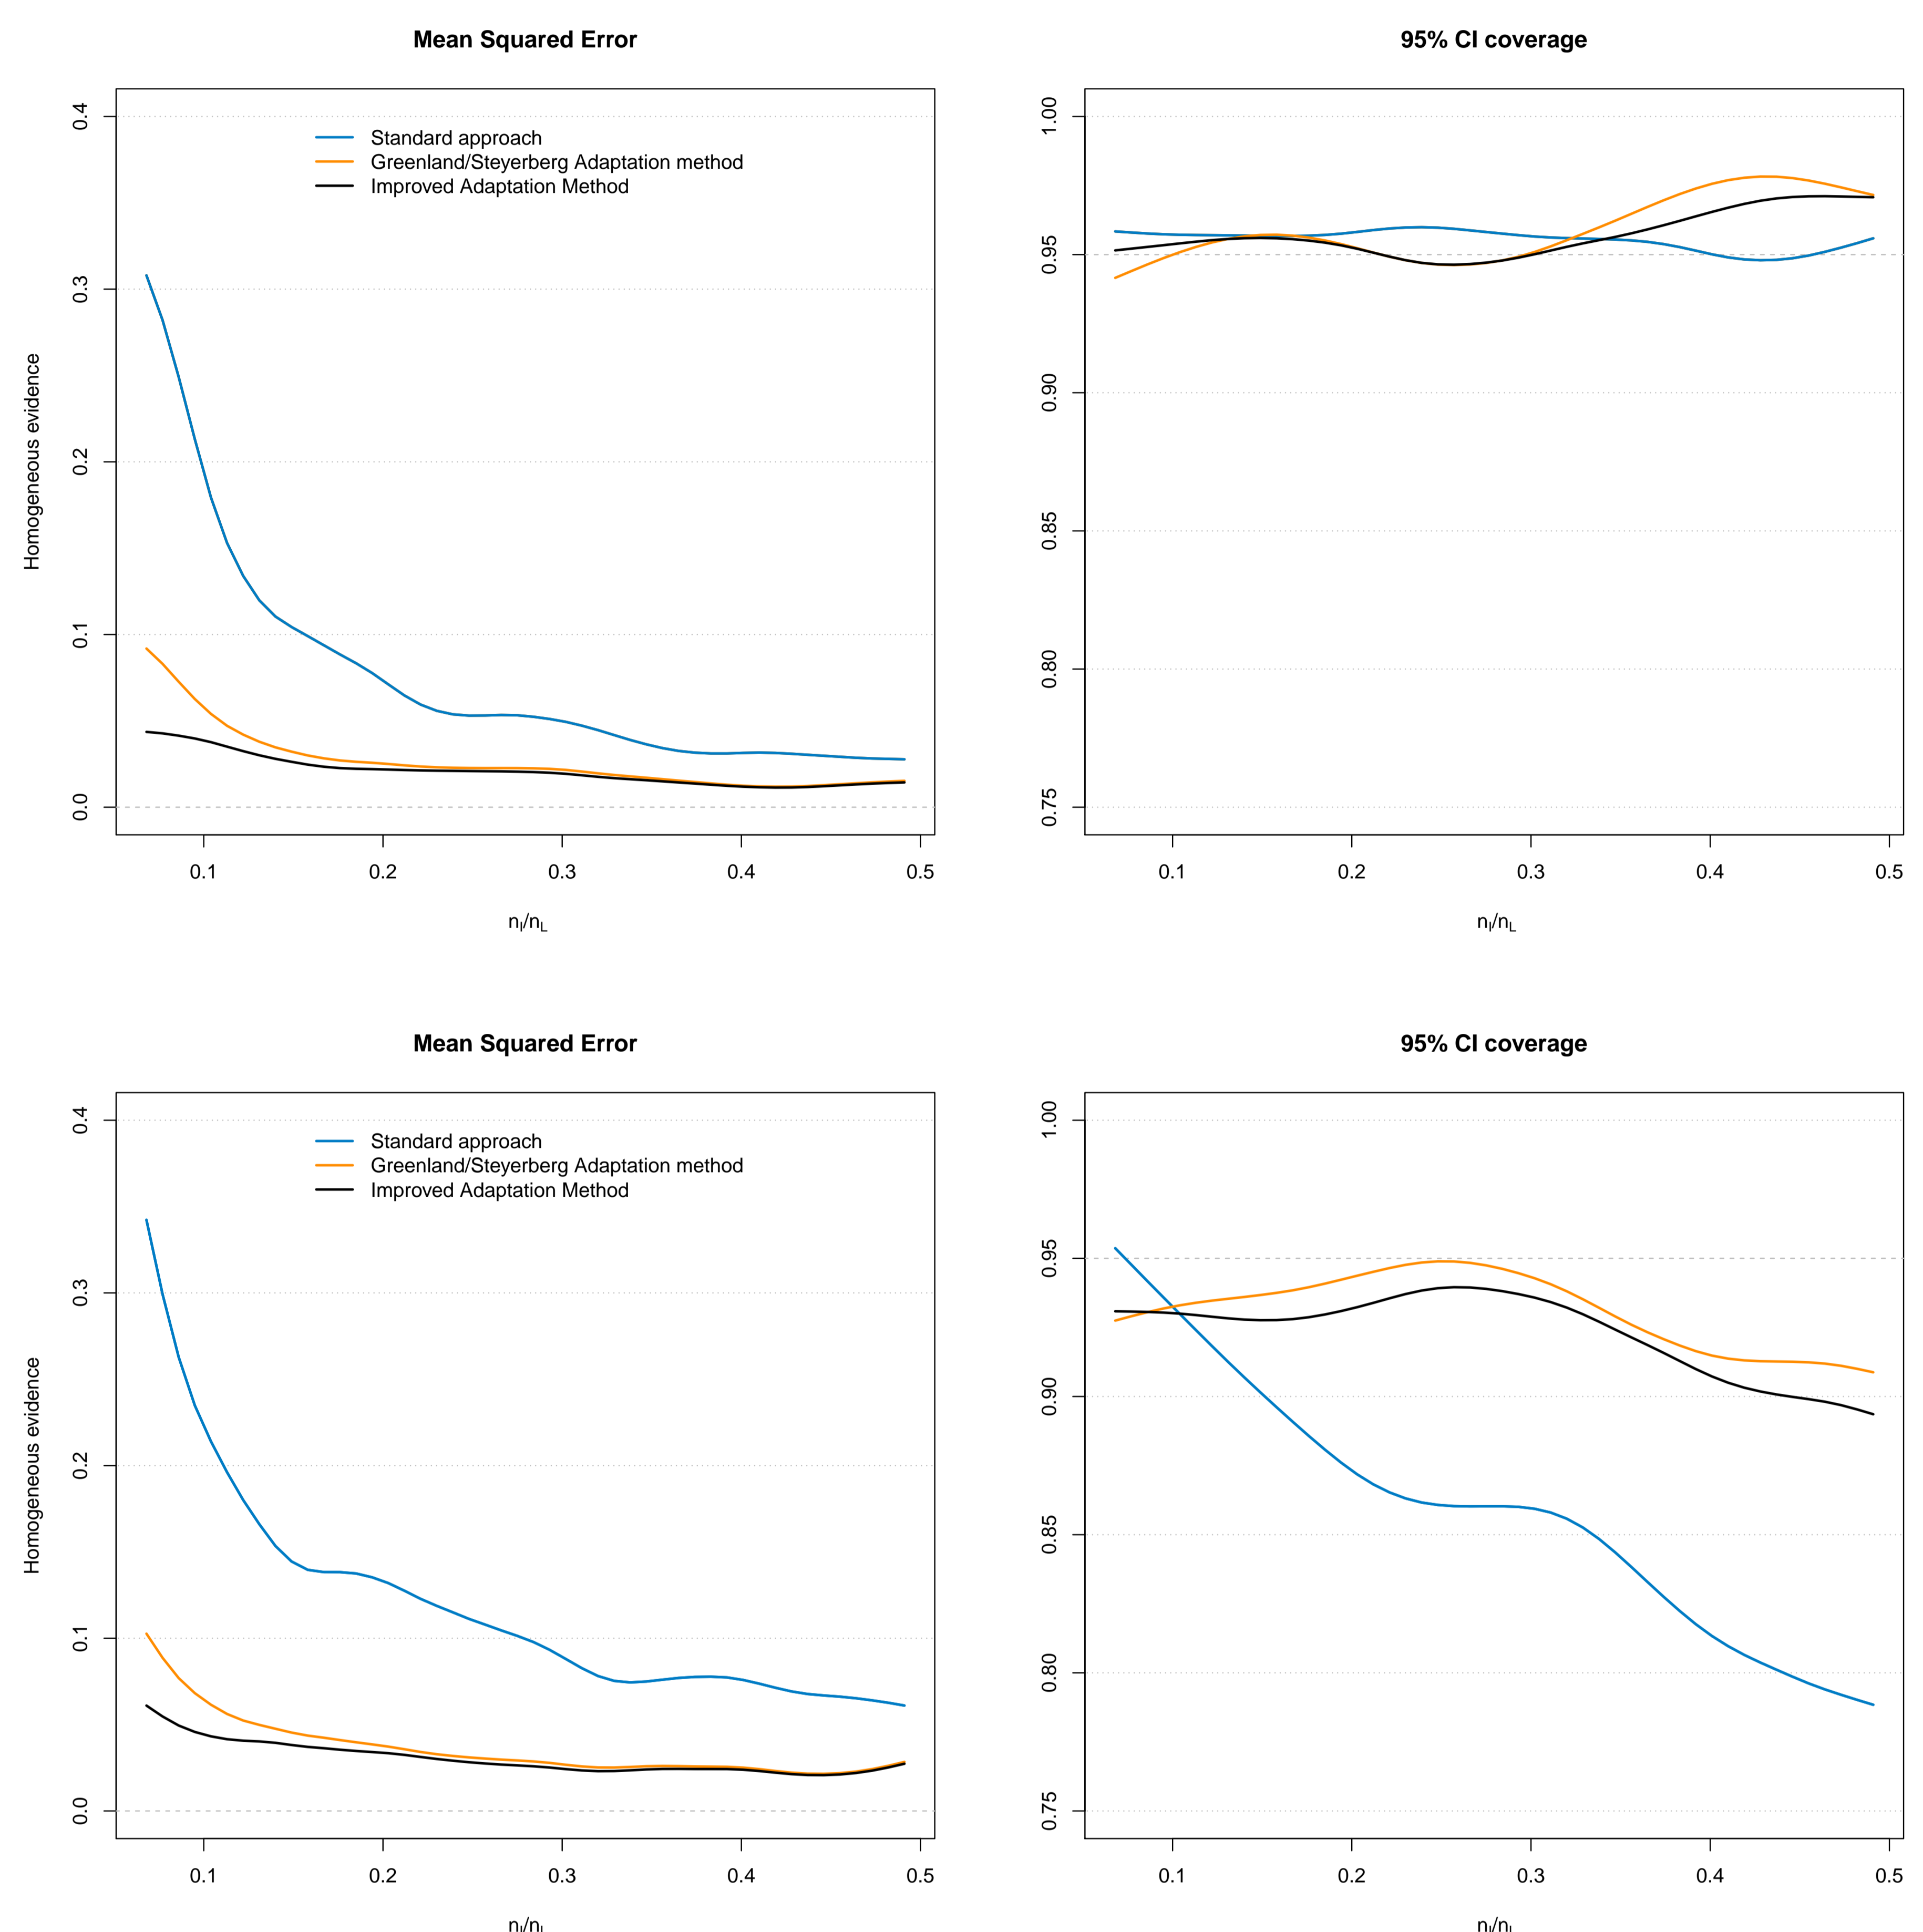 Mean Squared Error
95% CI coverage
Homogeneous evidence
0.4
0.3
0.2
0.1
0.0
Standard approach
Greenland/Steyerberg Adaptation method
Improved Adaptation Method
0.1 0.2 0.3 0.4 0.5
nI/nL
1.00
0.95
0.90
0.85
0.80
0.75
0.1 0.2 0.3 0.4 0.5
nI/nL
Mean Squared Error
95% CI coverage
Homogeneous evidence
0.4
0.3
0.2
0.1
0.0
Standard approach
Greenland/Steyerberg Adaptation method
Improved Adaptation Method
0.1 0.2 0.3 0.4 0.5
nI/nL
1.00
0.95
0.90
0.85
0.80
0.75
0.1 0.2 0.3 0.4 0.5
nI/nL